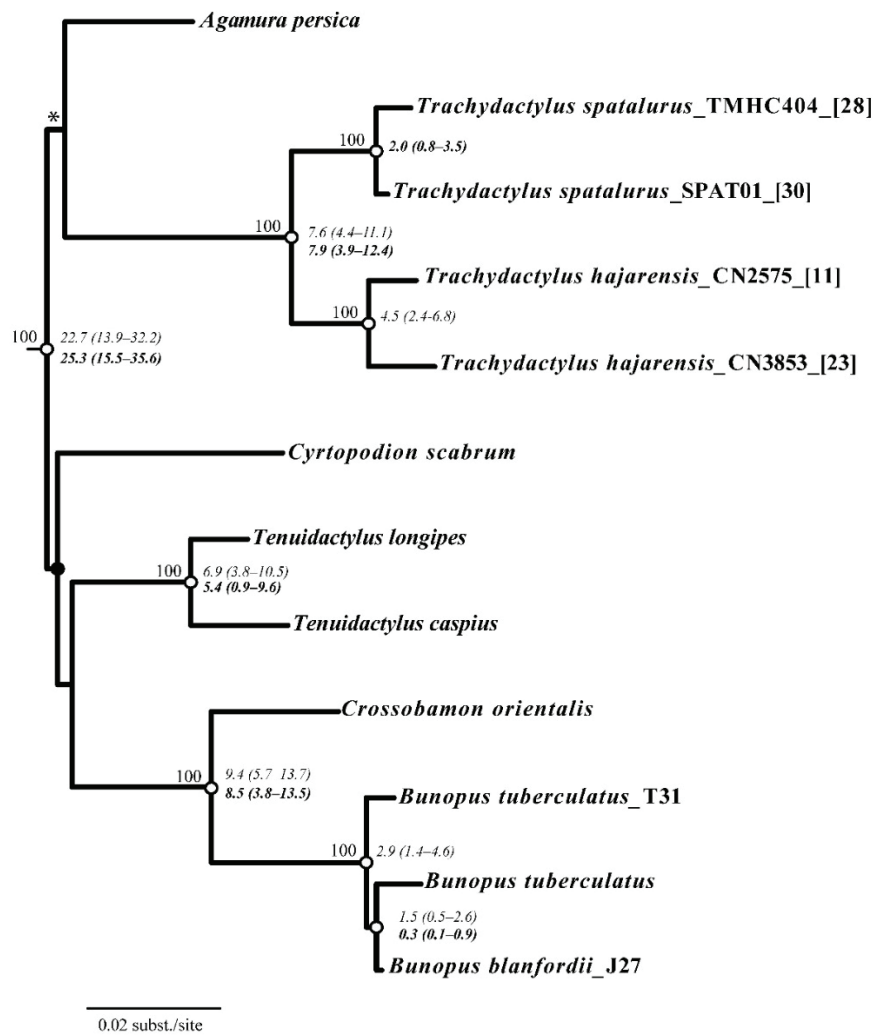 Agamura persica
*
Trachydactylus spatalurus_TMHC404_[28]
100
2.0 (0.8–3.5)
Trachydactylus spatalurus_SPAT01_[30]
100
7.6 (4.4–11.1)
7.9 (3.9–12.4)
Trachydactylus hajarensis_CN2575_[11]
100
4.5 (2.4-6.8)
100
22.7 (13.9–32.2)
25.3 (15.5–35.6)
Trachydactylus hajarensis_CN3853_[23]
Cyrtopodion scabrum
Tenuidactylus longipes
100
6.9 (3.8–10.5)
5.4 (0.9–9.6)
Tenuidactylus caspius
Crossobamon orientalis
100
9.4 (5.7 13.7)
8.5 (3.8–13.5)
Bunopus tuberculatus_T31
100
2.9 (1.4–4.6)
Bunopus tuberculatus
1.5 (0.5–2.6)
0.3 (0.1–0.9)
Bunopus blanfordii_J27
0.02 subst./site